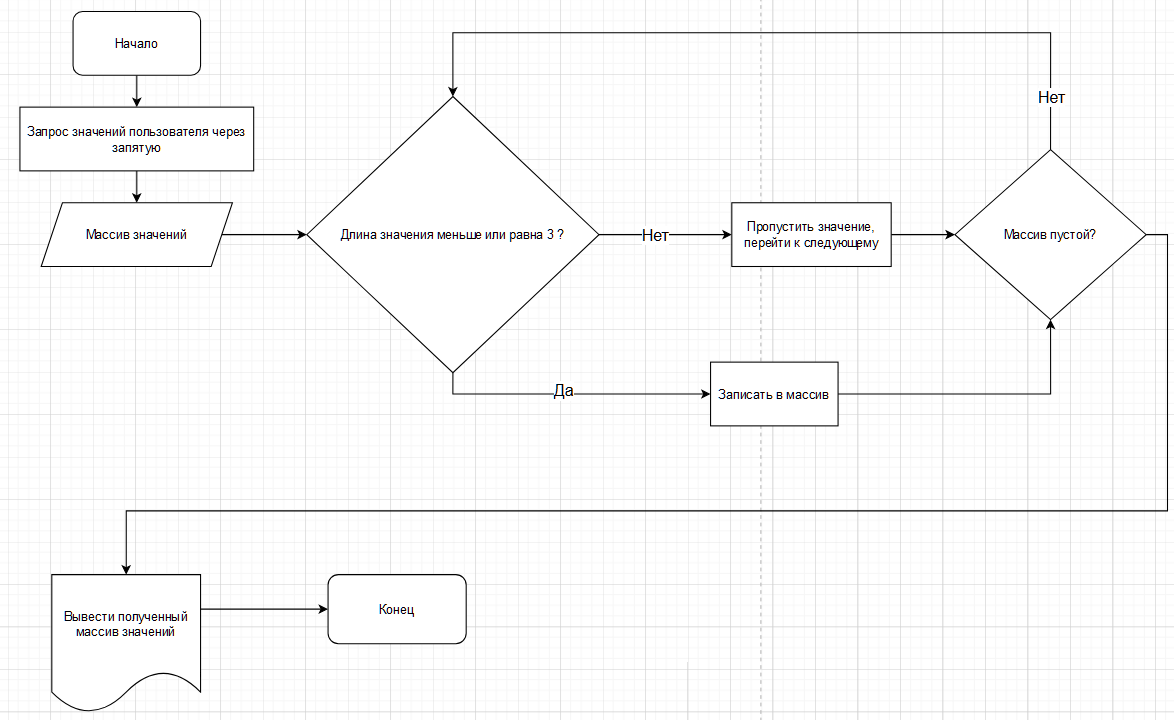 Начало
Запрос значений пользователя через
запятую
Массив значений
Длина значения меньше или равна 3 ?
Нет
Пропустить значение,
перейти к следующему
Массив пустой?
Нет
Да
Записать в массив
Вывести полученный
массив значений
Конец